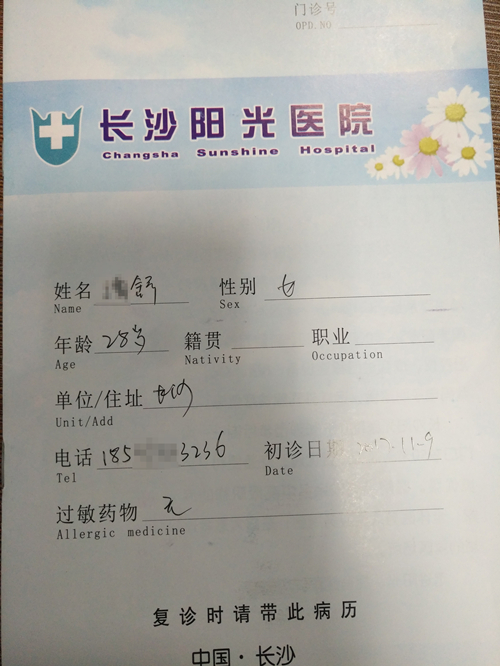 门诊号
OPD.NO
长沙阳光医院
Changsha Sunshine Hospital
姓名 舒 性别 女
Name Sex
年龄 28岁 籍贯 职业
Age Nativity Occupation
单位/住址 长沙
Unit/Add
电话 185 3236 初诊日期 2017.11-9
Tel Date
过敏药物 无
Allergic medicine
复诊时请带此病历
中国·长沙